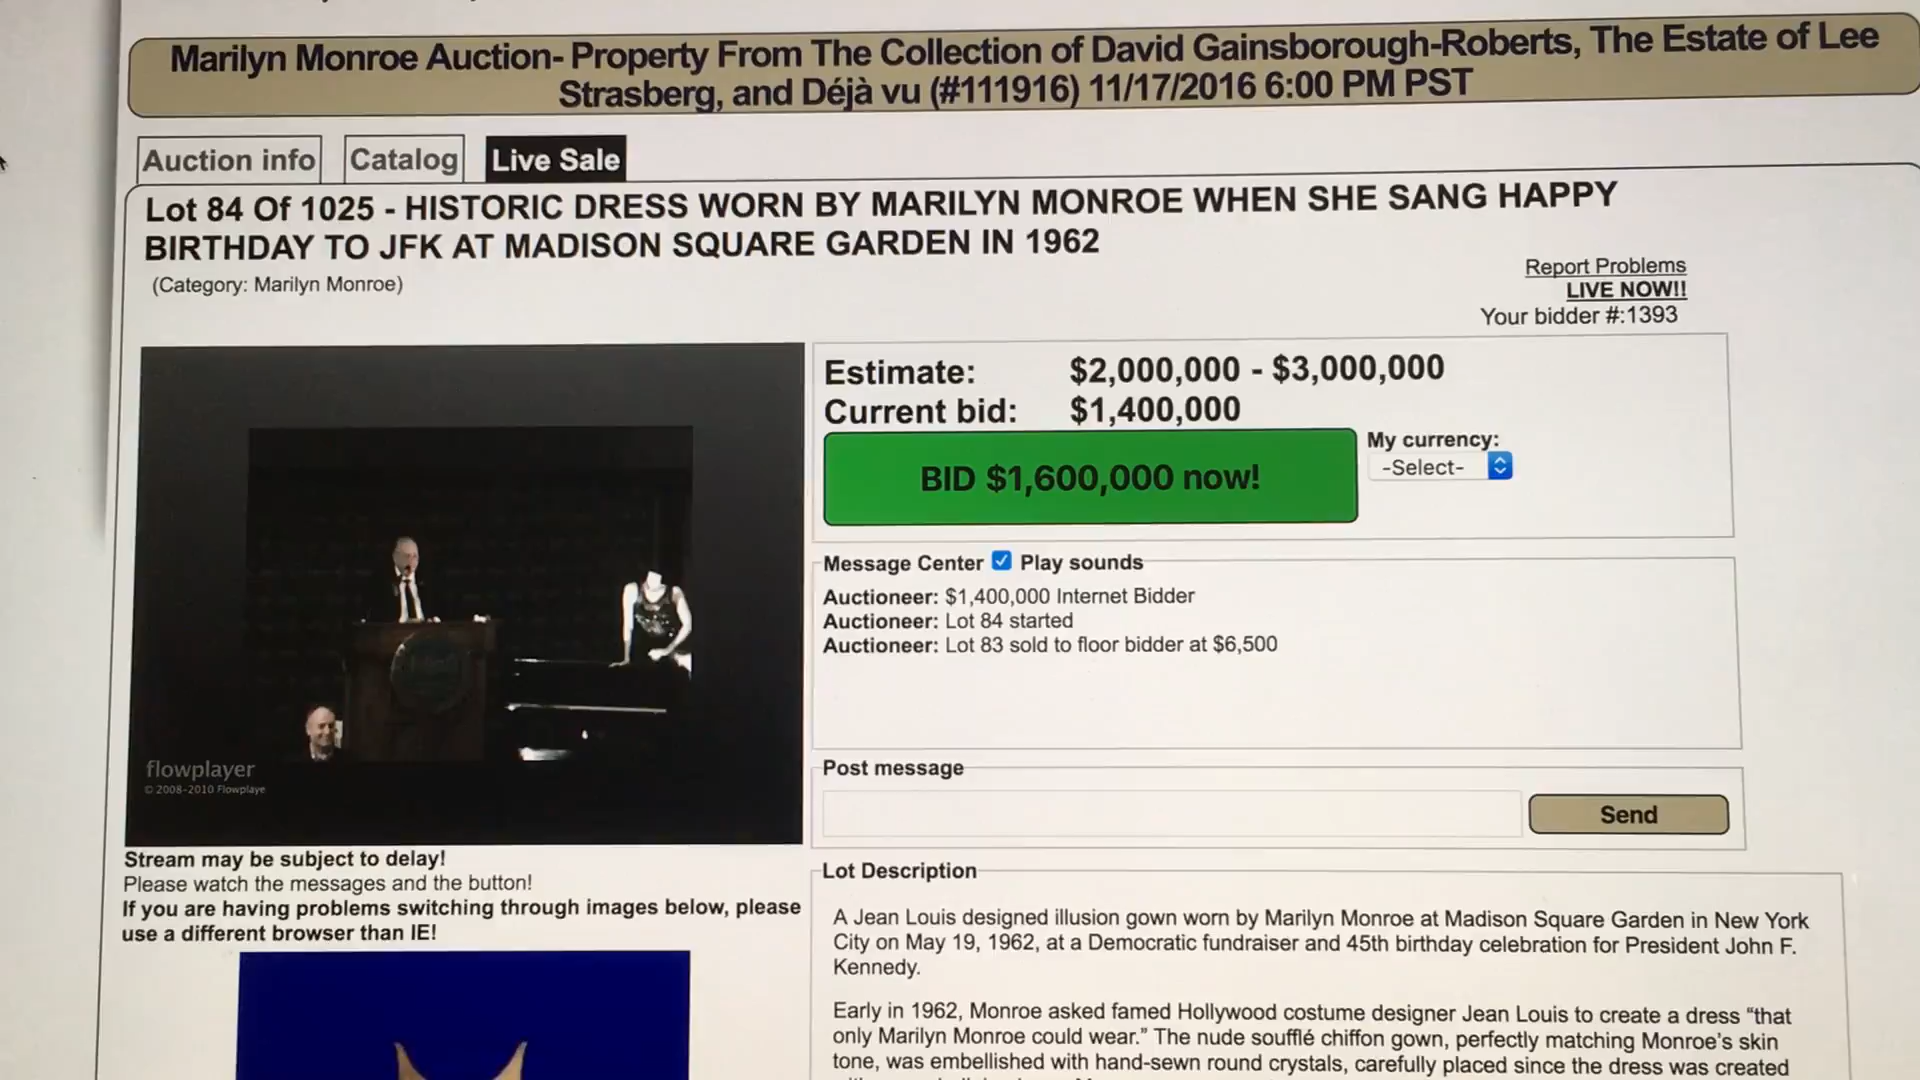 Marilyn Monroe Auction- Property From The Collection of David Gainsborough-Roberts, The Estate of Lee
Strasberg, and Déjà vu (#111916) 11/17/2016 6:00 PM PST
Auction info
Catalog
Live Sale
Lot 84 Of 1025 - HISTORIC DRESS WORN BY MARILYN MONROE WHEN SHE SANG HAPPY
BIRTHDAY TO JFK AT MADISON SQUARE GARDEN IN 1962
(Category: Marilyn Monroe)
Report Problems
LIVE NOW!!
Your bidder #:1393
Estimate: $2,000,000 - $3,000,000
Current bid: $1,400,000
BID $1,600,000 now!
My currency:
-Select-
Message Center Play sounds
Auctioneer: $1,400,000 Internet Bidder
Auctioneer: Lot 84 started
Auctioneer: Lot 83 sold to floor bidder at $6,500
flowplayer
© 2008-2010 Flowplaye
Post message
Send
Stream may be subject to delay!
Please watch the messages and the button!
If you are having problems switching through images below, please
use a different browser than IE!
Lot Description
A Jean Louis designed illusion gown worn by Marilyn Monroe at Madison Square Garden in New York
City on May 19, 1962, at a Democratic fundraiser and 45th birthday celebration for President John F.
Kennedy.
Early in 1962, Monroe asked famed Hollywood costume designer Jean Louis to create a dress “that
only Marilyn Monroe could wear.” The nude soufflé chiffon gown, perfectly matching Monroe’s skin
tone, was embellished with hand-sewn round crystals, carefully placed since the dress was created